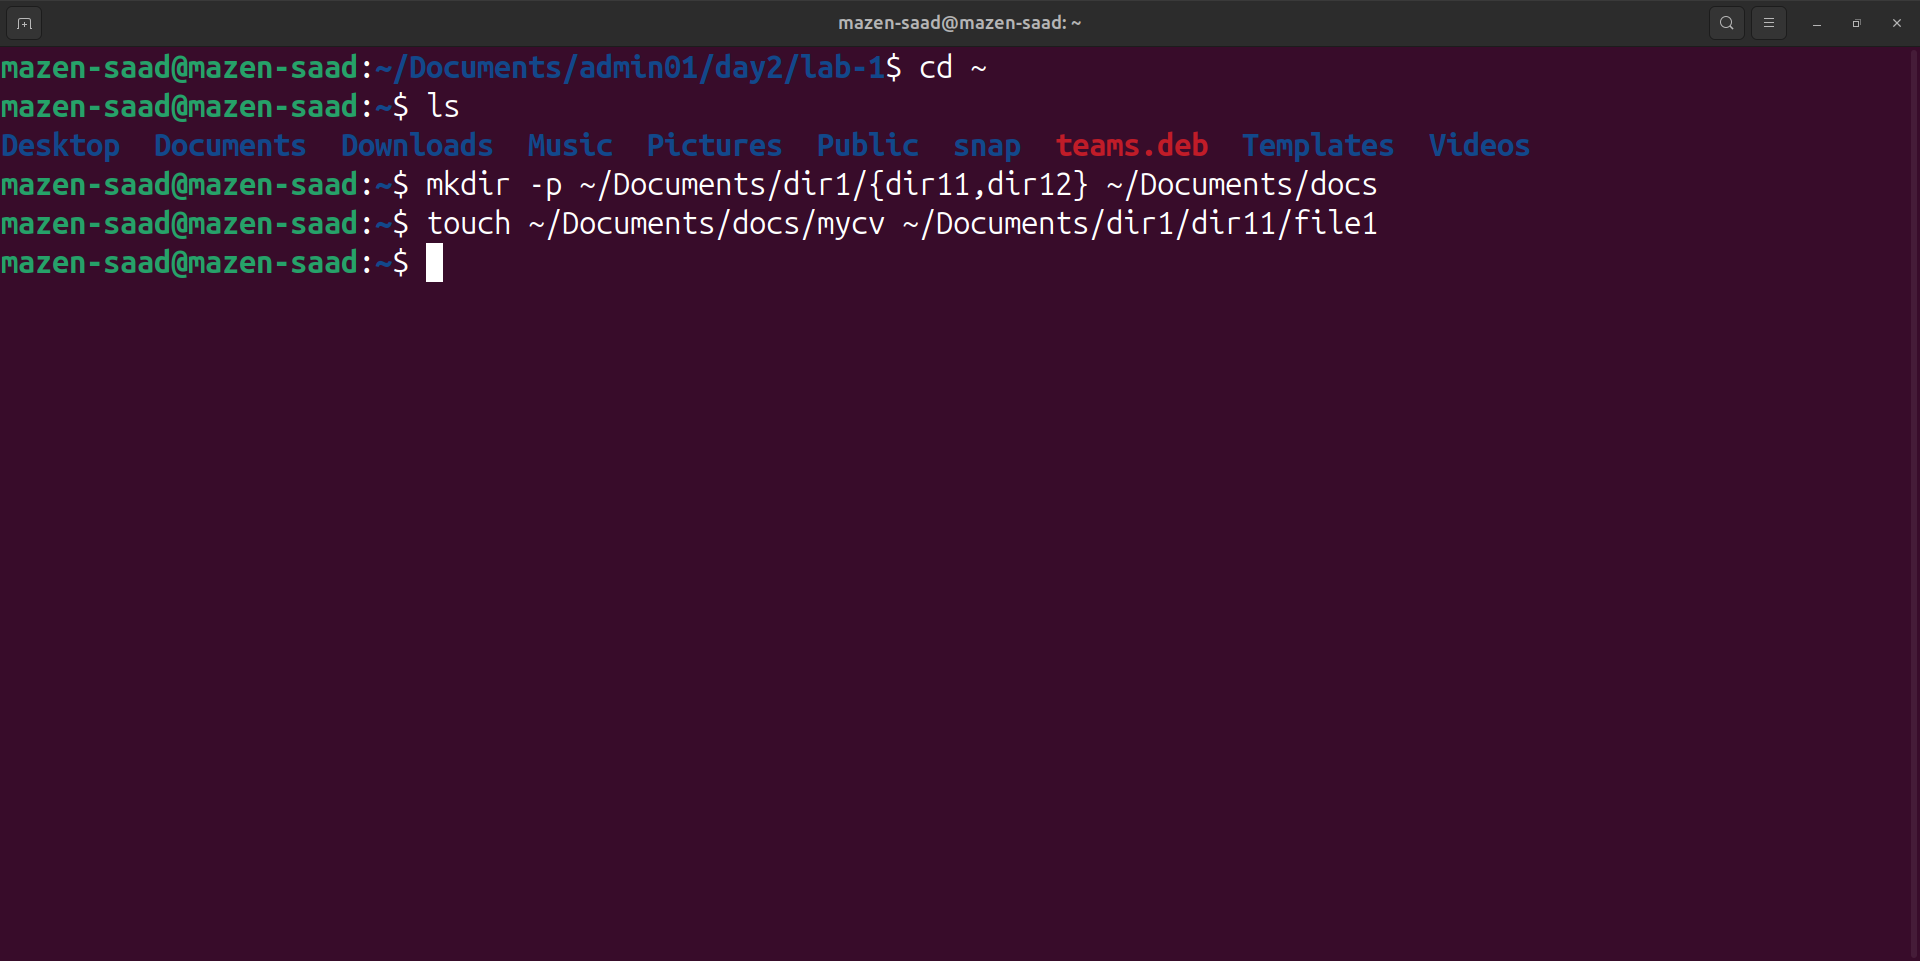 mazen-saad@mazen-saad: ~
mazen-saad@mazen-saad:~/Documents/admin01/day2/lab-1$ cd ~
mazen-saad@mazen-saad:~$ ls
Desktop  Documents  Downloads  Music  Pictures  Public  snap  teams.deb  Templates  Videos
mazen-saad@mazen-saad:~$ mkdir -p ~/Documents/dir1/{dir11,dir12} ~/Documents/docs
mazen-saad@mazen-saad:~$ touch ~/Documents/docs/mycv ~/Documents/dir1/dir11/file1
mazen-saad@mazen-saad:~$